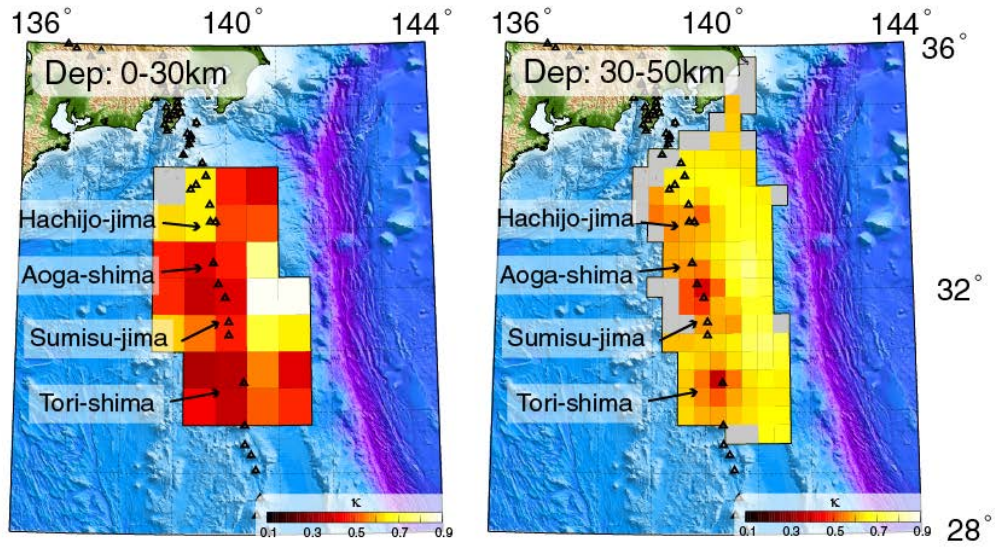 136° 140° 144° 136° 140° 144°
36°
Dep: 0-30km Dep: 30-50km
Hachijo-jima Hachijo-jima
Aoga-shima Aoga-shima
32°
Sumisu-jima Sumisu-jima
Tori-shima Tori-shima
κ κ
0.1 0.3 0.5 0.7 0.9 0.1 0.3 0.5 0.7 0.9
28°